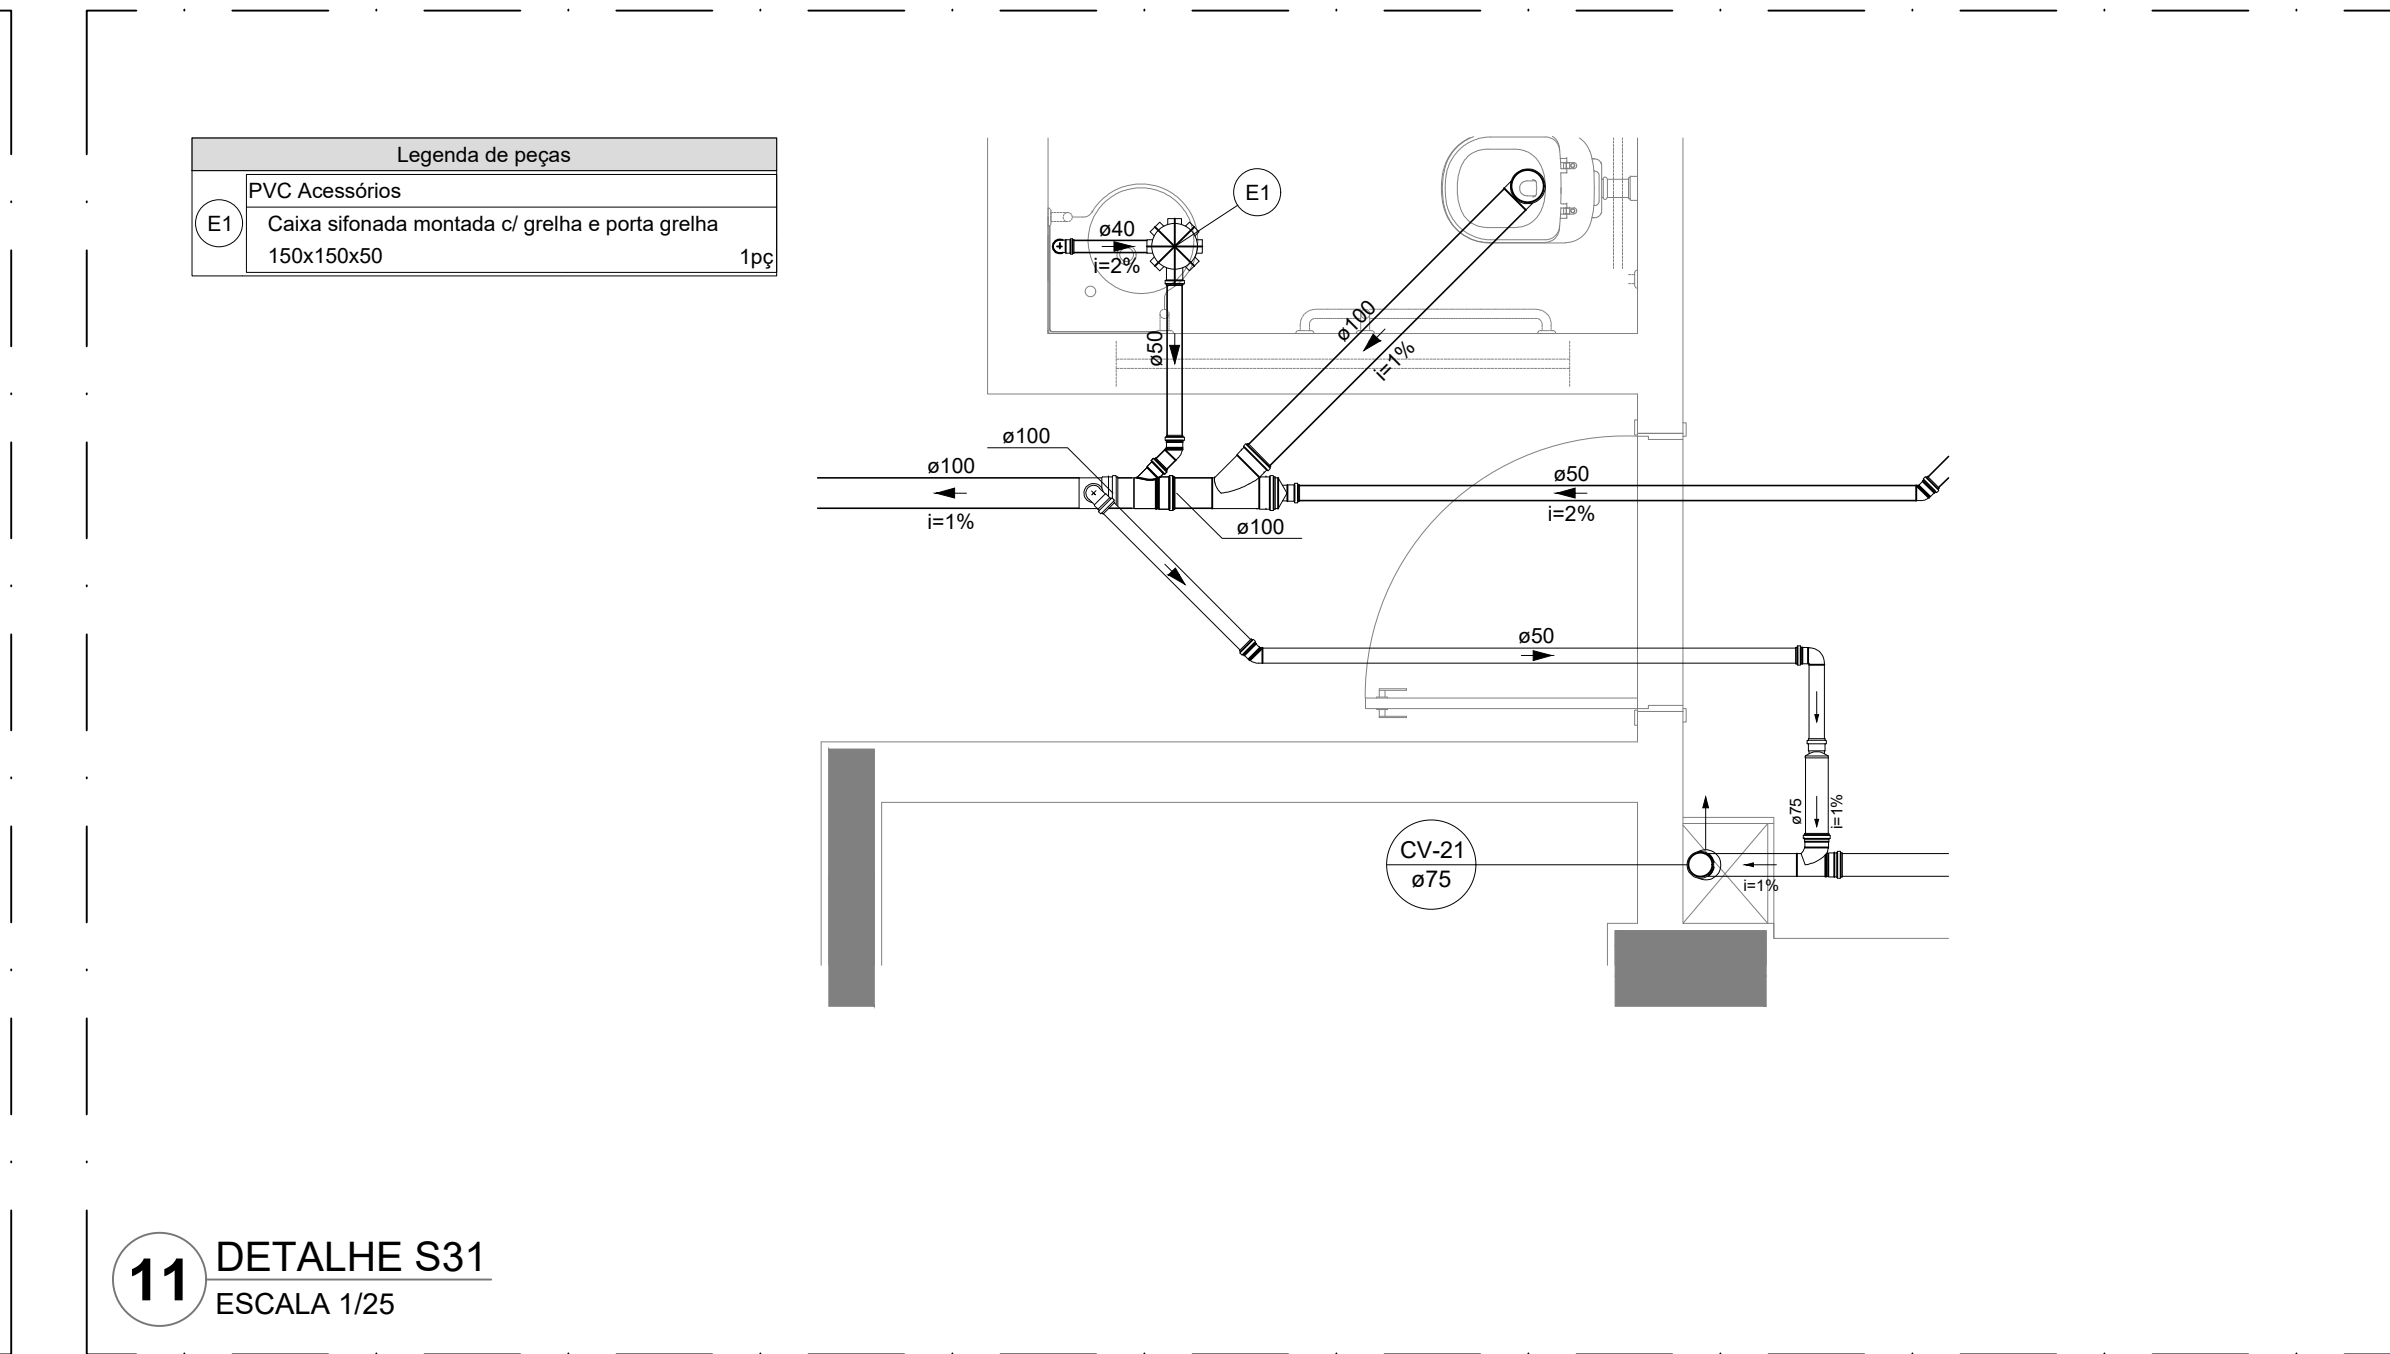 Legenda de peças
PVC Acessórios
E1
Caixa sifonada montada c/ grelha e porta grelha
150x150x50
1pç
E1
ø40
i=2%
ø50
ø100
i=1%
ø100
ø100
i=1%
ø100
ø50
i=2%
ø50
ø75
i=1%
CV-21
ø75
i=1%
11
DETALHE S31
ESCALA 1/25